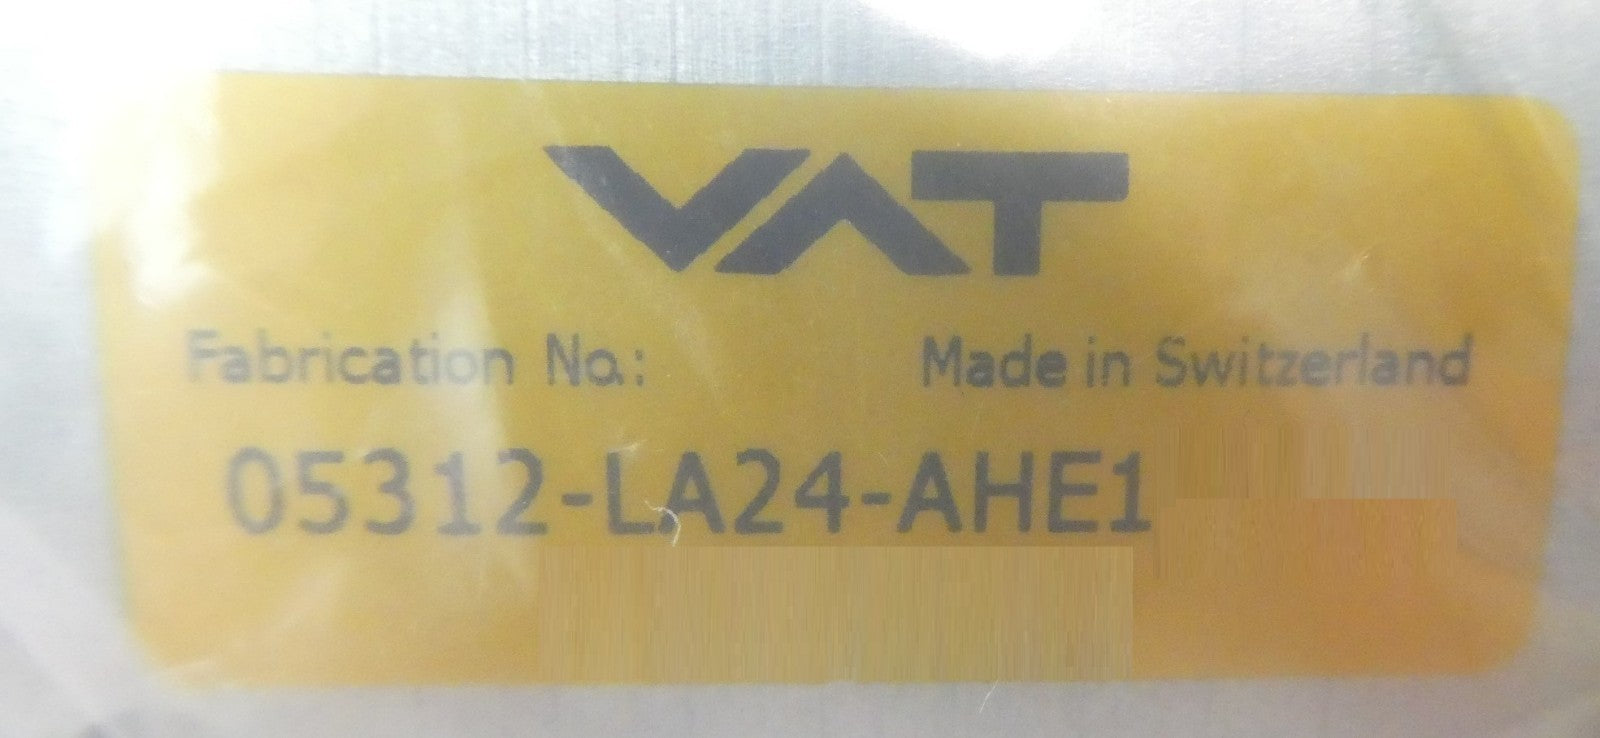 VAT
Fabrication No.: Made in Switzerland
05312-LA24-AHE1